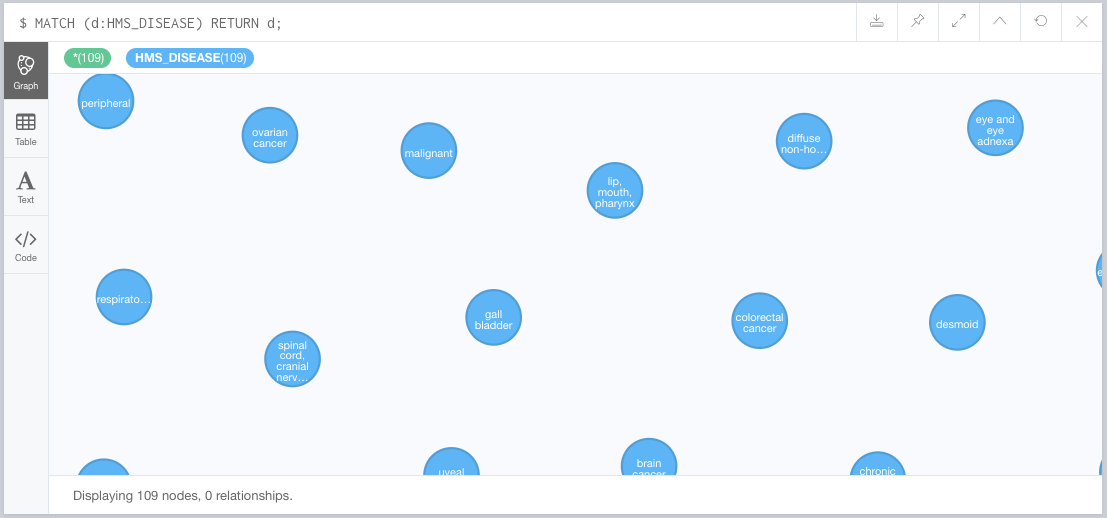 $ MATCH (d:HMS_DISEASE) RETURN d;
*(109) HMS_DISEASE(109)
Graph
Table
Text
Code
peripheral
ovarian
cancer
malignant
lip,
mouth,
pharynx
diffuse
non-ho…
eye and
eye
adnexa
respirato…
spinal
cord,
cranial
nerv…
gall
bladder
colorectal
cancer
desmoid
uveal
brain
cancer
chronic
Displaying 109 nodes, 0 relationships.